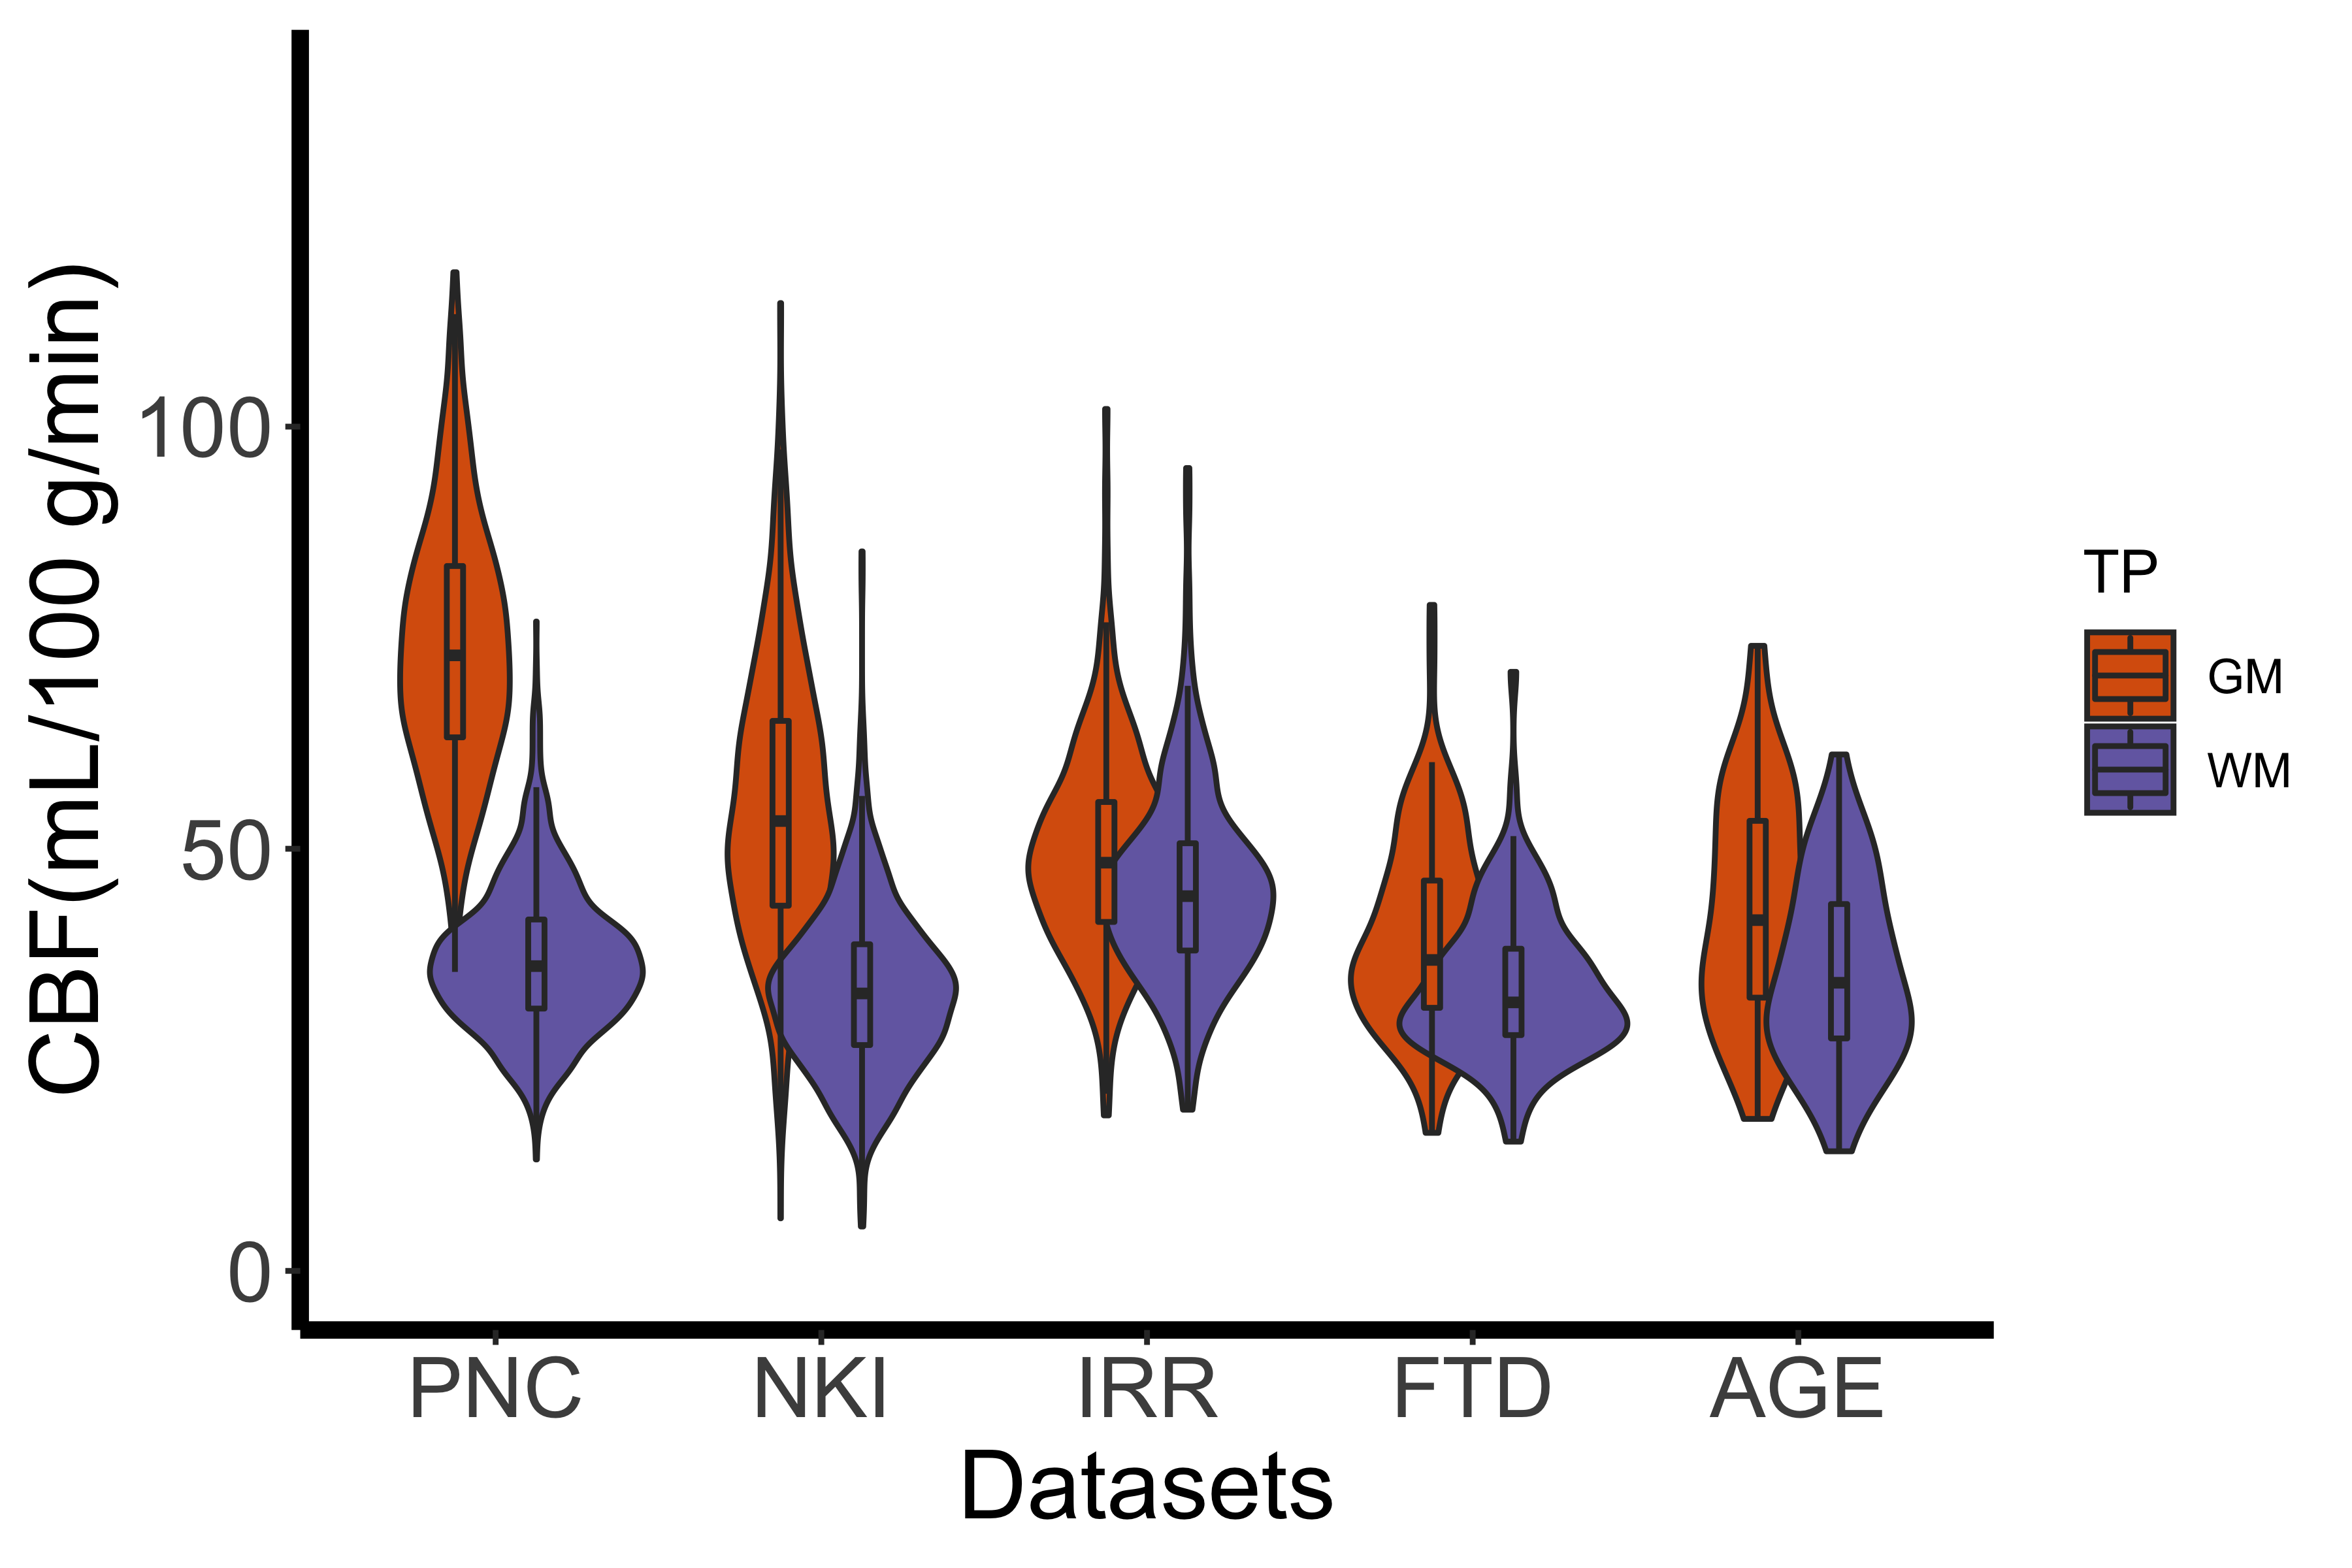 CBF(mL/100 g/min)
100
50
0
PNC NKI IRR FTD AGE
Datasets
TP
GM
WM